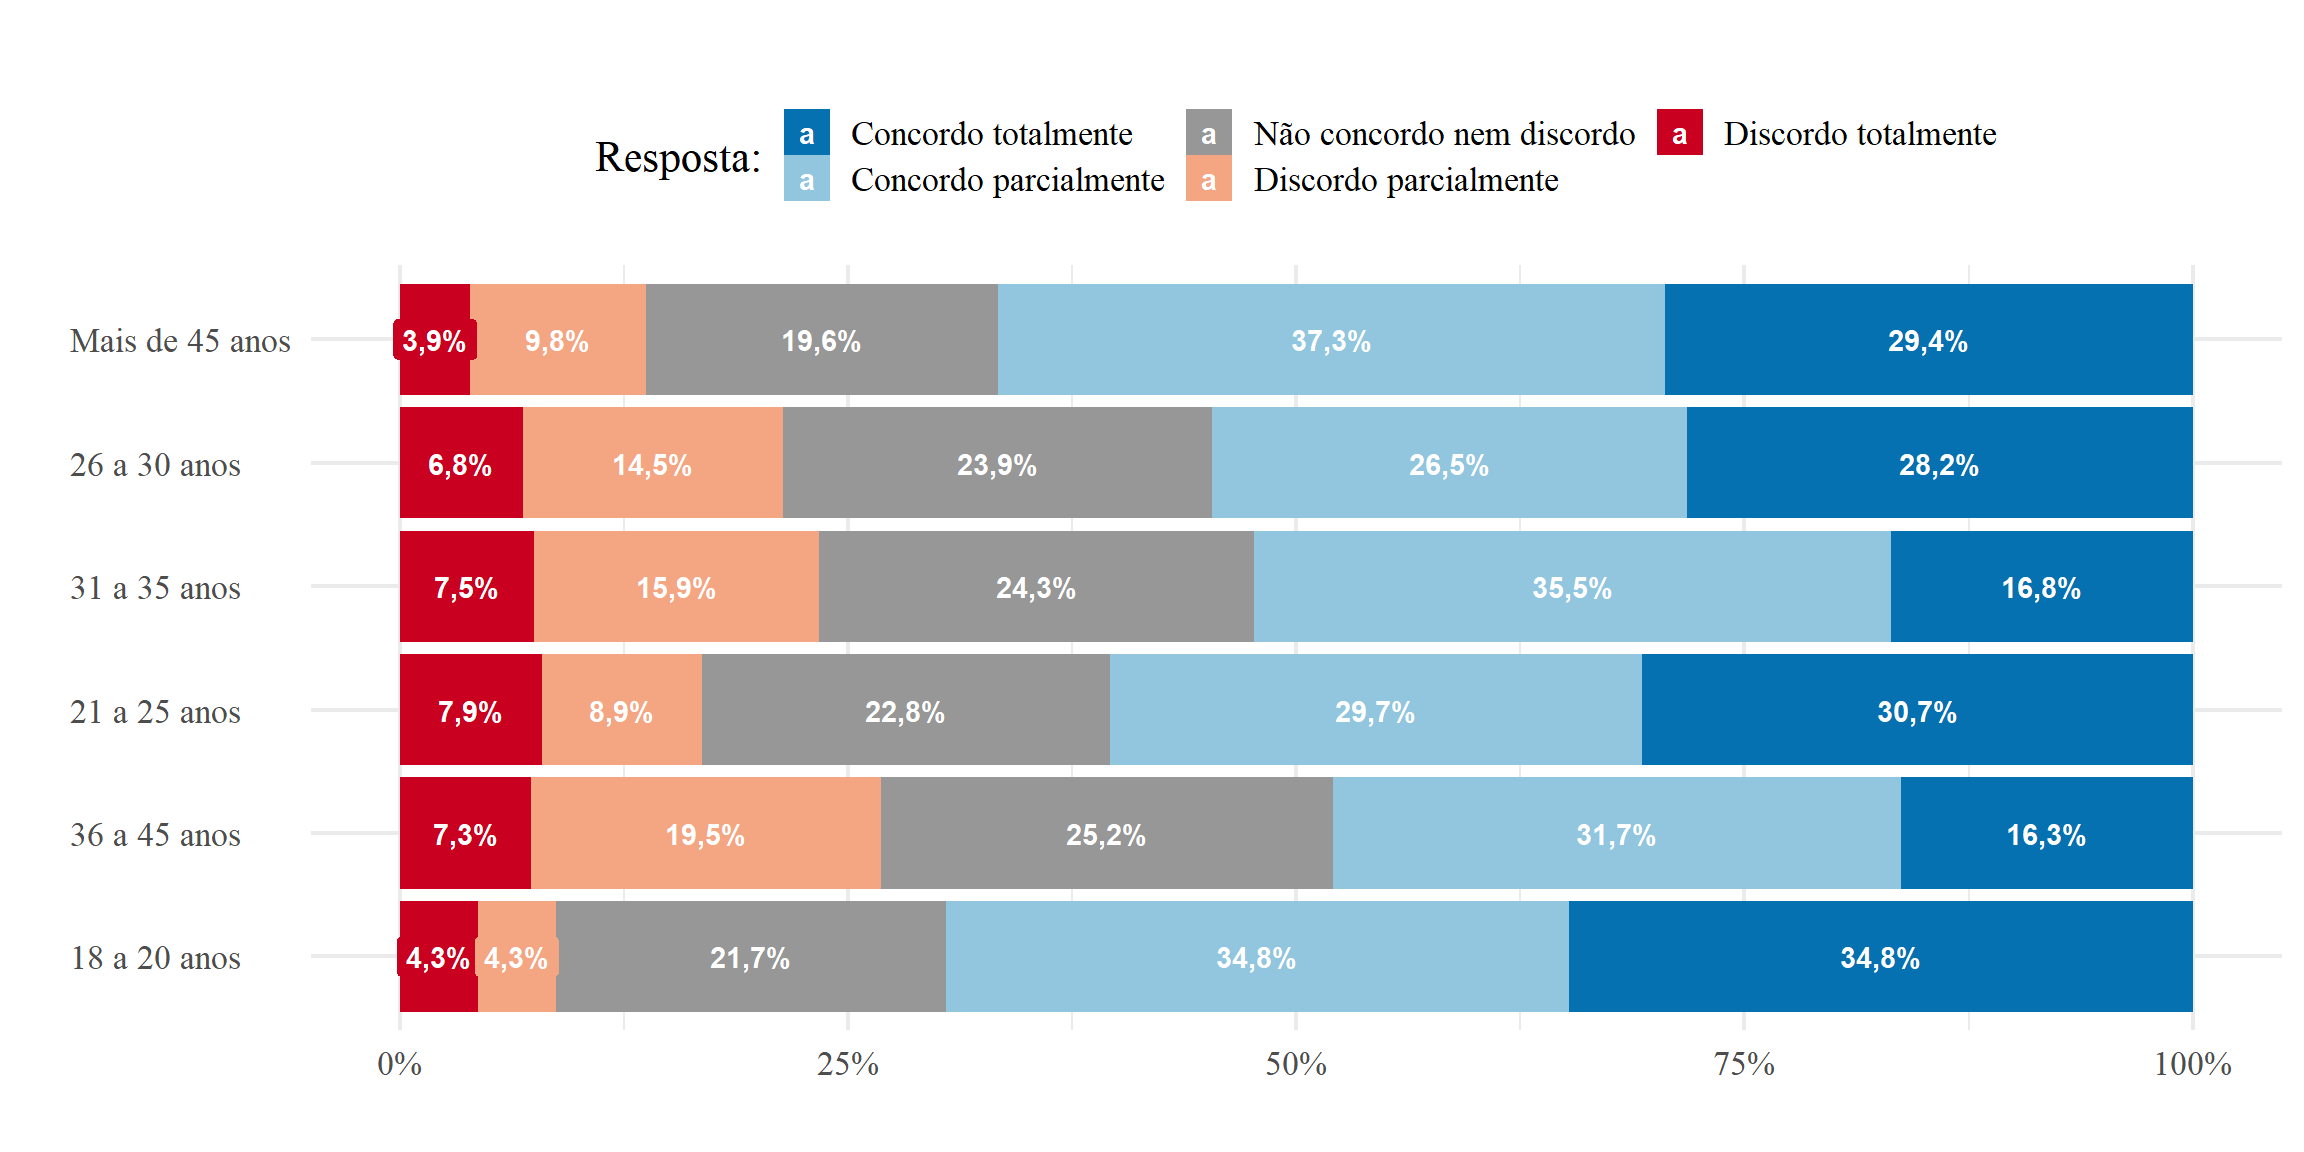 Resposta:
a Concordo totalmente a Não concordo nem discordo a Discordo totalmente
a Concordo parcialmente a Discordo parcialmente
Mais de 45 anos 3,9% 9,8% 19,6% 37,3% 29,4%
26 a 30 anos 6,8% 14,5% 23,9% 26,5% 28,2%
31 a 35 anos 7,5% 15,9% 24,3% 35,5% 16,8%
21 a 25 anos 7,9% 8,9% 22,8% 29,7% 30,7%
36 a 45 anos 7,3% 19,5% 25,2% 31,7% 16,3%
18 a 20 anos 4,3% 4,3% 21,7% 34,8% 34,8%
0% 25% 50% 75% 100%